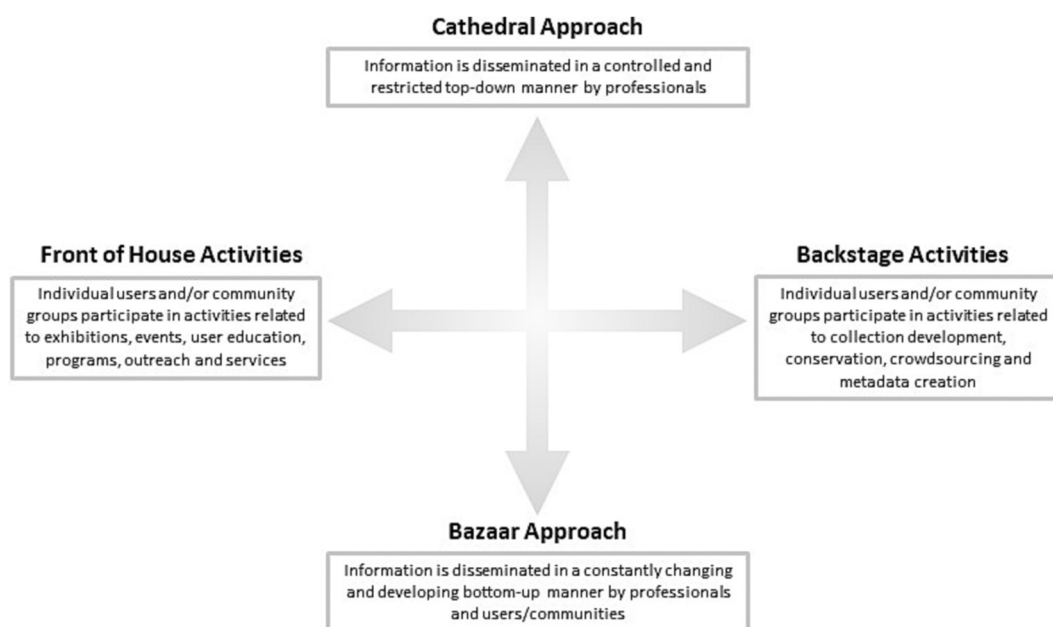 Cathedral Approach
Information is disseminated in a controlled and
restricted top-down manner by professionals
Front of House Activities
Individual users and/or community
groups participate in activities related
to exhibitions, events, user education,
programs, outreach and services
Backstage Activities
Individual users and/or community
groups participate in activities related
to collection development,
conservation, crowdsourcing and
metadata creation
Bazaar Approach
Information is disseminated in a constantly changing
and developing bottom-up manner by professionals
and users/communities